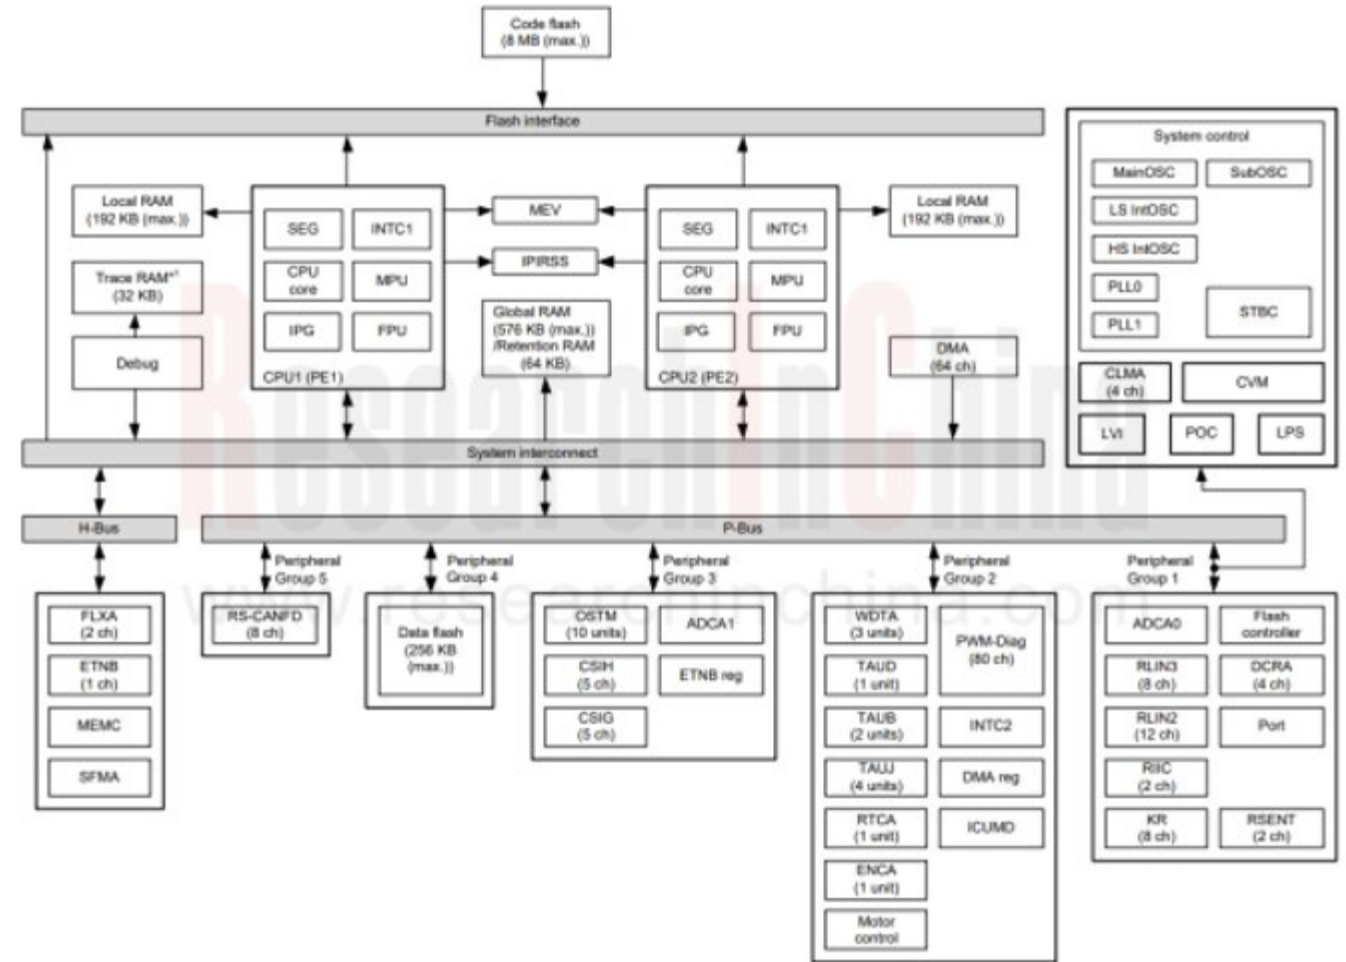 Code flash
(8 MB (max.))
Flash interface
Local RAM
(192 KB (max.))
Trace RAM*1
(32 KB)
Debug
SEG
INTC1
CPU
core
MPU
IPG
FPU
CPU1 (PE1)
MEV
IPIRSS
Global RAM
(576 KB (max.))
/Retention RAM
(64 KB)
SEG
INTC1
CPU
core
MPU
IPG
FPU
CPU2 (PE2)
Local RAM
(192 KB (max.))
DMA
(64 ch)
System control
MainOSC
SubOSC
LS IntOSC
HS IntOSC
PLL0
PLL1
STBC
CLMA
(4 ch)
CVM
LVI
POC
LPS
System interconnect
H-Bus
P-Bus
Peripheral
Group 5
Peripheral
Group 4
Peripheral
Group 3
Peripheral
Group 2
Peripheral
Group 1
FLXA
(2 ch)
ETNB
(1 ch)
MEMC
SFMA
RS-CANFD
(8 ch)
Data flash
(256 KB
(max.))
OSTM
(10 units)
ADCA1
CSIH
(5 ch)
ETNB reg
CSIG
(5 ch)
WDTA
(3 units)
PWM-Diag
(80 ch)
TAUD
(1 unit)
TAUB
(2 units)
INTC2
TAUJ
(4 units)
DMA reg
RTCA
(1 unit)
ICUMD
ENCA
(1 unit)
Motor
control
ADCA0
Flash
controller
RLIN3
(8 ch)
DCRA
(4 ch)
RLIN2
(12 ch)
Port
RIIC
(2 ch)
KR
(8 ch)
RSENT
(2 ch)
ResearchInChina
www.researchinchina.com